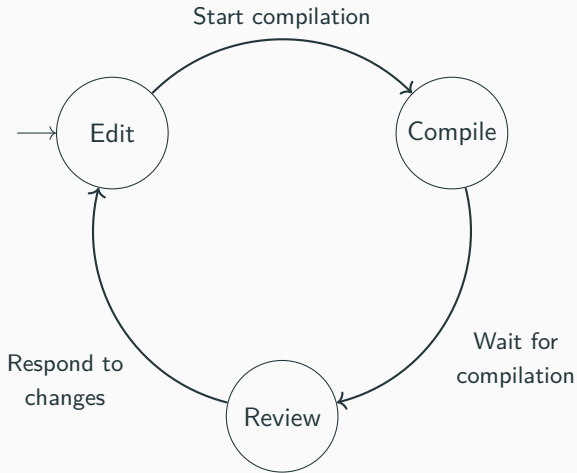 Start compilation
Edit
Compile
Wait for
compilation
Respond to
changes
Review